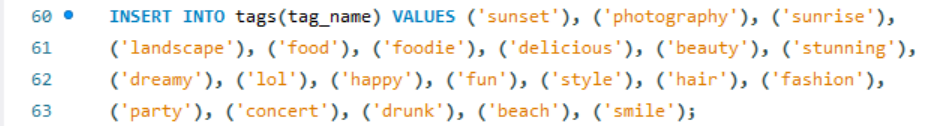 60 INSERT INTO tags(tag_name) VALUES ('sunset'), ('photography'), ('sunrise'),
61 ('landscape'), ('food'), ('foodie'), ('delicious'), ('beauty'), ('stunning'),
62 ('dreamy'), ('lol'), ('happy'), ('fun'), ('style'), ('hair'), ('fashion'),
63 ('party'), ('concert'), ('drunk'), ('beach'), ('smile');